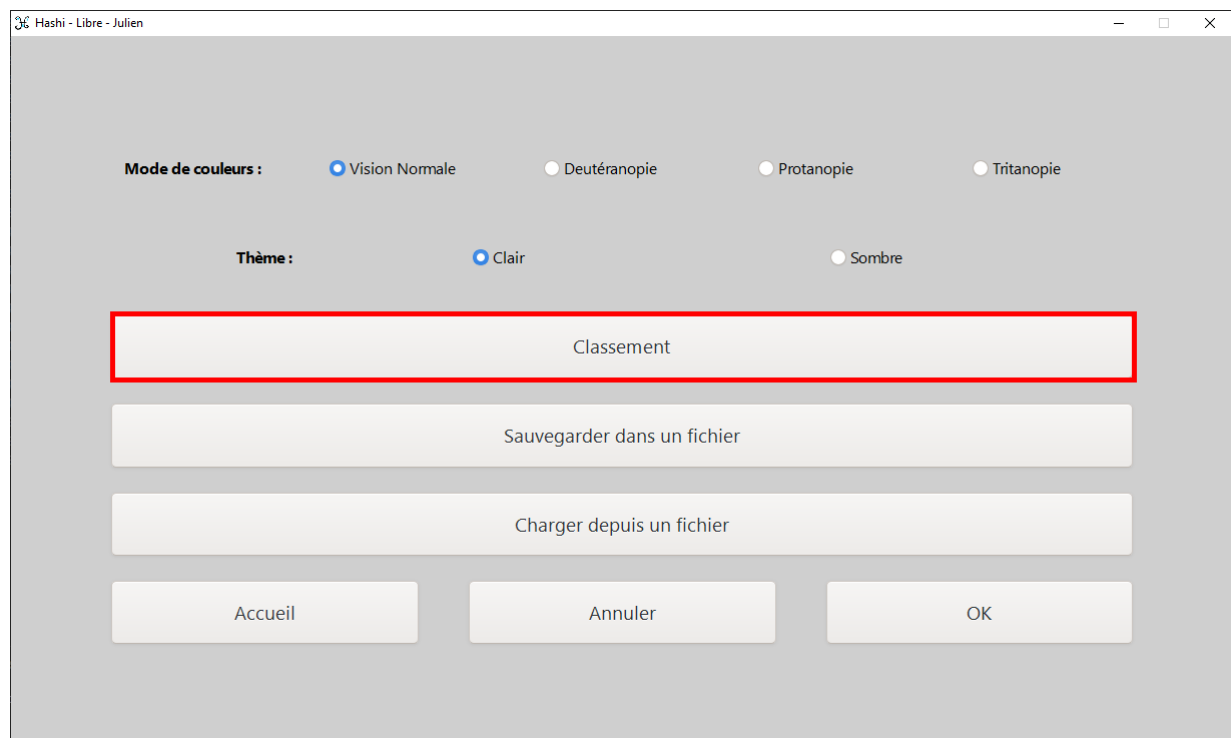 Hashi - Libre - Julien
Mode de couleurs : Vision Normale Deutéranopie Protanopie Tritanopie
Thème : Clair Sombre
Classement
Sauvegarder dans un fichier
Charger depuis un fichier
Accueil Annuler OK